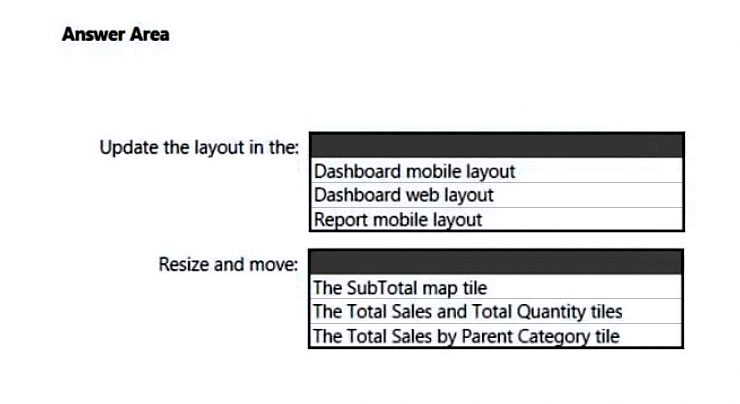 Answer Area
Update the layout in the:
Dashboard mobile layout
Dashboard web layout
Report mobile layout
Resize and move:
The SubTotal map tile
The Total Sales and Total Quantity tiles
The Total Sales by Parent Category tile